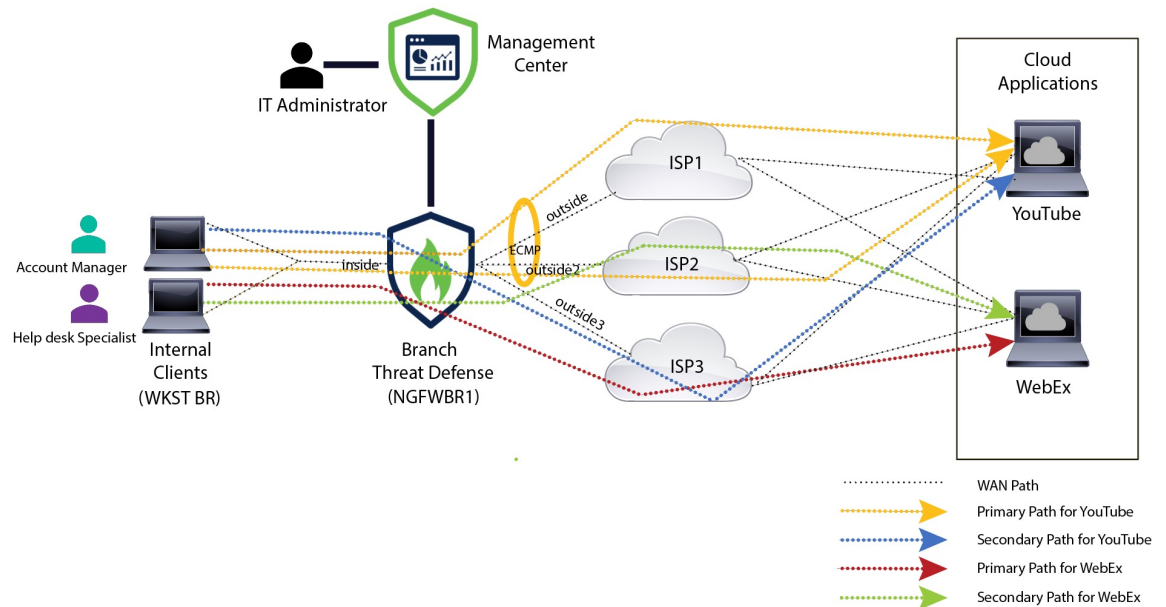 Management
Center
IT Administrator
Cloud
Applications
ISP1
YouTube
outside
ECMP
Account Manager
inside
outside2
ISP2
outside3
Help desk Specialist
Internal
Clients
(WKST BR)
Branch
Threat Defense
(NGFWBR1)
ISP3
WebEx
WAN Path
Primary Path for YouTube
Secondary Path for YouTube
Primary Path for WebEx
Secondary Path for WebEx